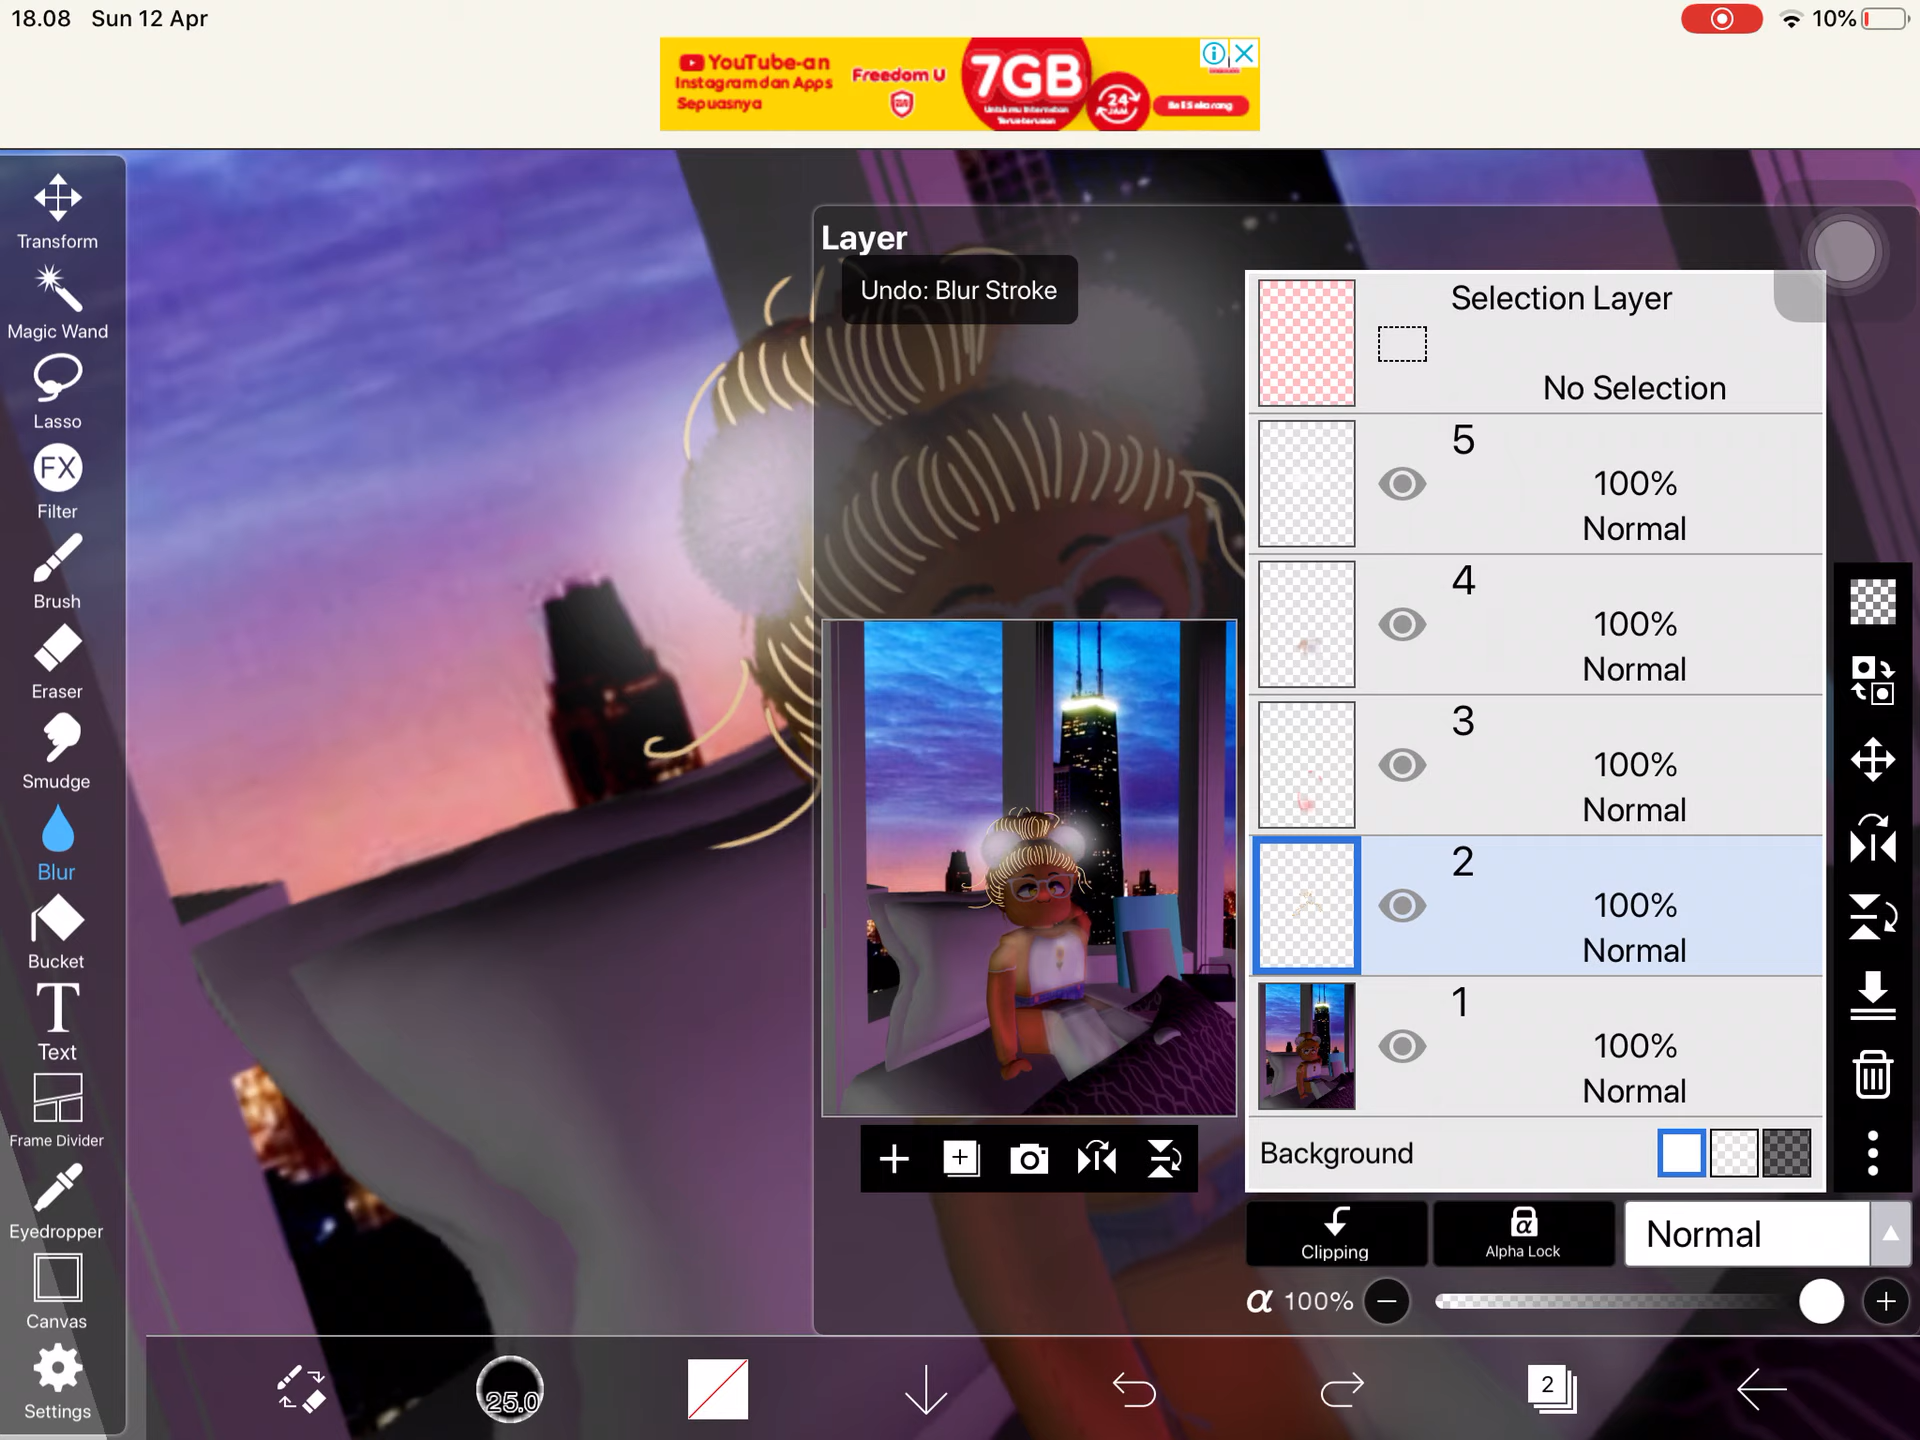 18.08 Sun 12 Apr
10%
YouTube-an
Instagram dan Apps
Sepuasnya
Freedom U
7GB
24
JAM
Layer
Undo: Blur Stroke
Selection Layer
No Selection
5
100%
Normal
4
100%
Normal
3
100%
Normal
2
100%
Normal
1
100%
Normal
Background
Clipping
α
Alpha Lock
Normal
α 100%
Transform
Magic Wand
Lasso
FX
Filter
Brush
Eraser
Smudge
Blur
Bucket
T
Text
Frame Divider
Eyedropper
Canvas
Settings
25.0
2